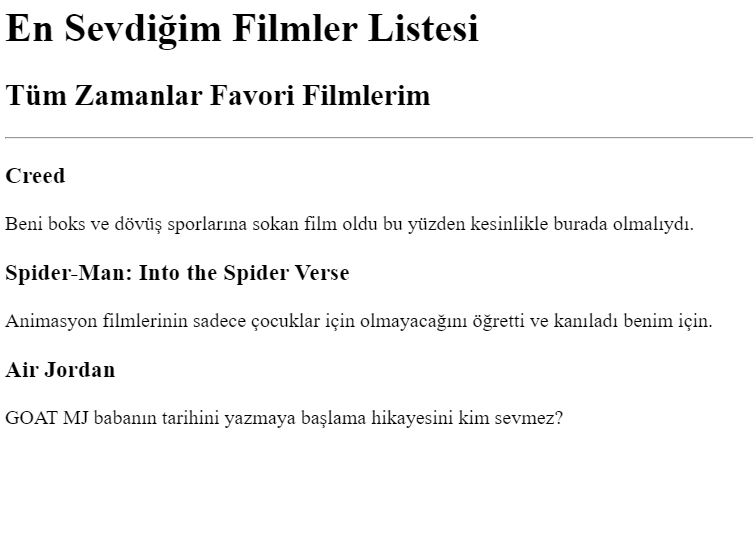 En Sevdiğim Filmler Listesi
Tüm Zamanlar Favori Filmlerim
Creed
Beni boks ve dövüş sporlarına sokan film oldu bu yüzden kesinlikle burada olmalıydı.
Spider-Man: Into the Spider Verse
Animasyon filmlerinin sadece çocuklar için olmayacağını öğretti ve kanıladı benim için.
Air Jordan
GOAT MJ babanın tarihini yazmaya başlama hikayesini kim sevmez?